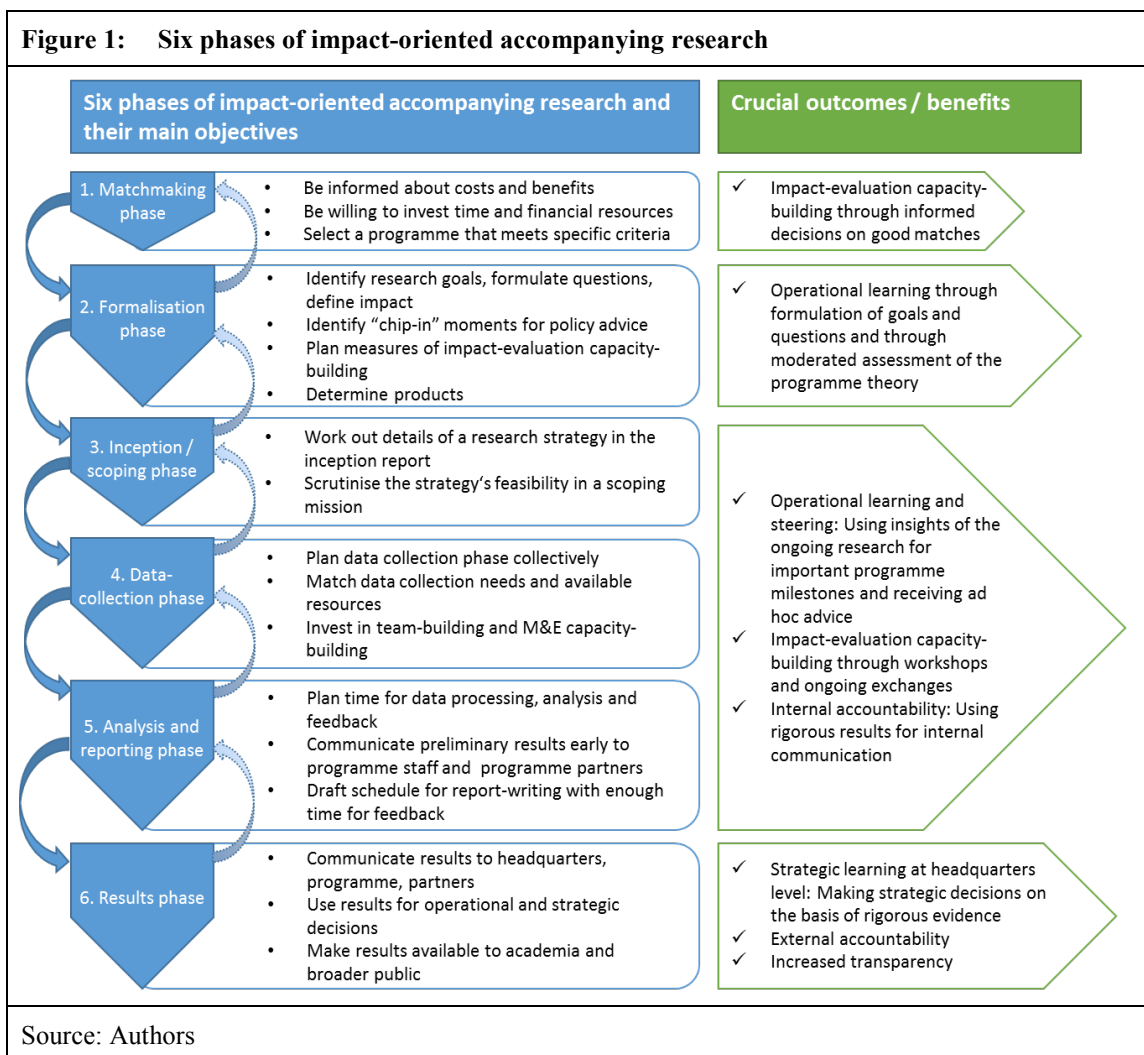 Figure 1: Six phases of impact-oriented accompanying research
Six phases of impact-oriented accompanying research and
their main objectives
Crucial outcomes / benefits
1. Matchmaking
phase
• Be informed about costs and benefits
• Be willing to invest time and financial resources
• Select a programme that meets specific criteria
✓ Impact-evaluation capacity-
building through informed
decisions on good matches
2. Formalisation
phase
• Identify research goals, formulate questions,
define impact
• Identify “chip-in” moments for policy advice
• Plan measures of impact-evaluation capacity-
building
• Determine products
✓ Operational learning through
formulation of goals and
questions and through
moderated assessment of the
programme theory
3. Inception /
scoping phase
• Work out details of a research strategy in the
inception report
• Scrutinise the strategy‘s feasibility in a scoping
mission
4. Data-
collection phase
• Plan data collection phase collectively
• Match data collection needs and available
resources
• Invest in team-building and M&E capacity-
building
5. Analysis and
reporting phase
• Plan time for data processing, analysis and
feedback
• Communicate preliminary results early to
programme staff and programme partners
• Draft schedule for report-writing with enough
time for feedback
✓ Operational learning and
steering: Using insights of the
ongoing research for
important programme
milestones and receiving ad
hoc advice
✓ Impact-evaluation capacity-
building through workshops
and ongoing exchanges
✓ Internal accountability: Using
rigorous results for internal
communication
6. Results phase
• Communicate results to headquarters,
programme, partners
• Use results for operational and strategic
decisions
• Make results available to academia and
broader public
✓ Strategic learning at headquarters
level: Making strategic decisions on
the basis of rigorous evidence
✓ External accountability
✓ Increased transparency
Source: Authors